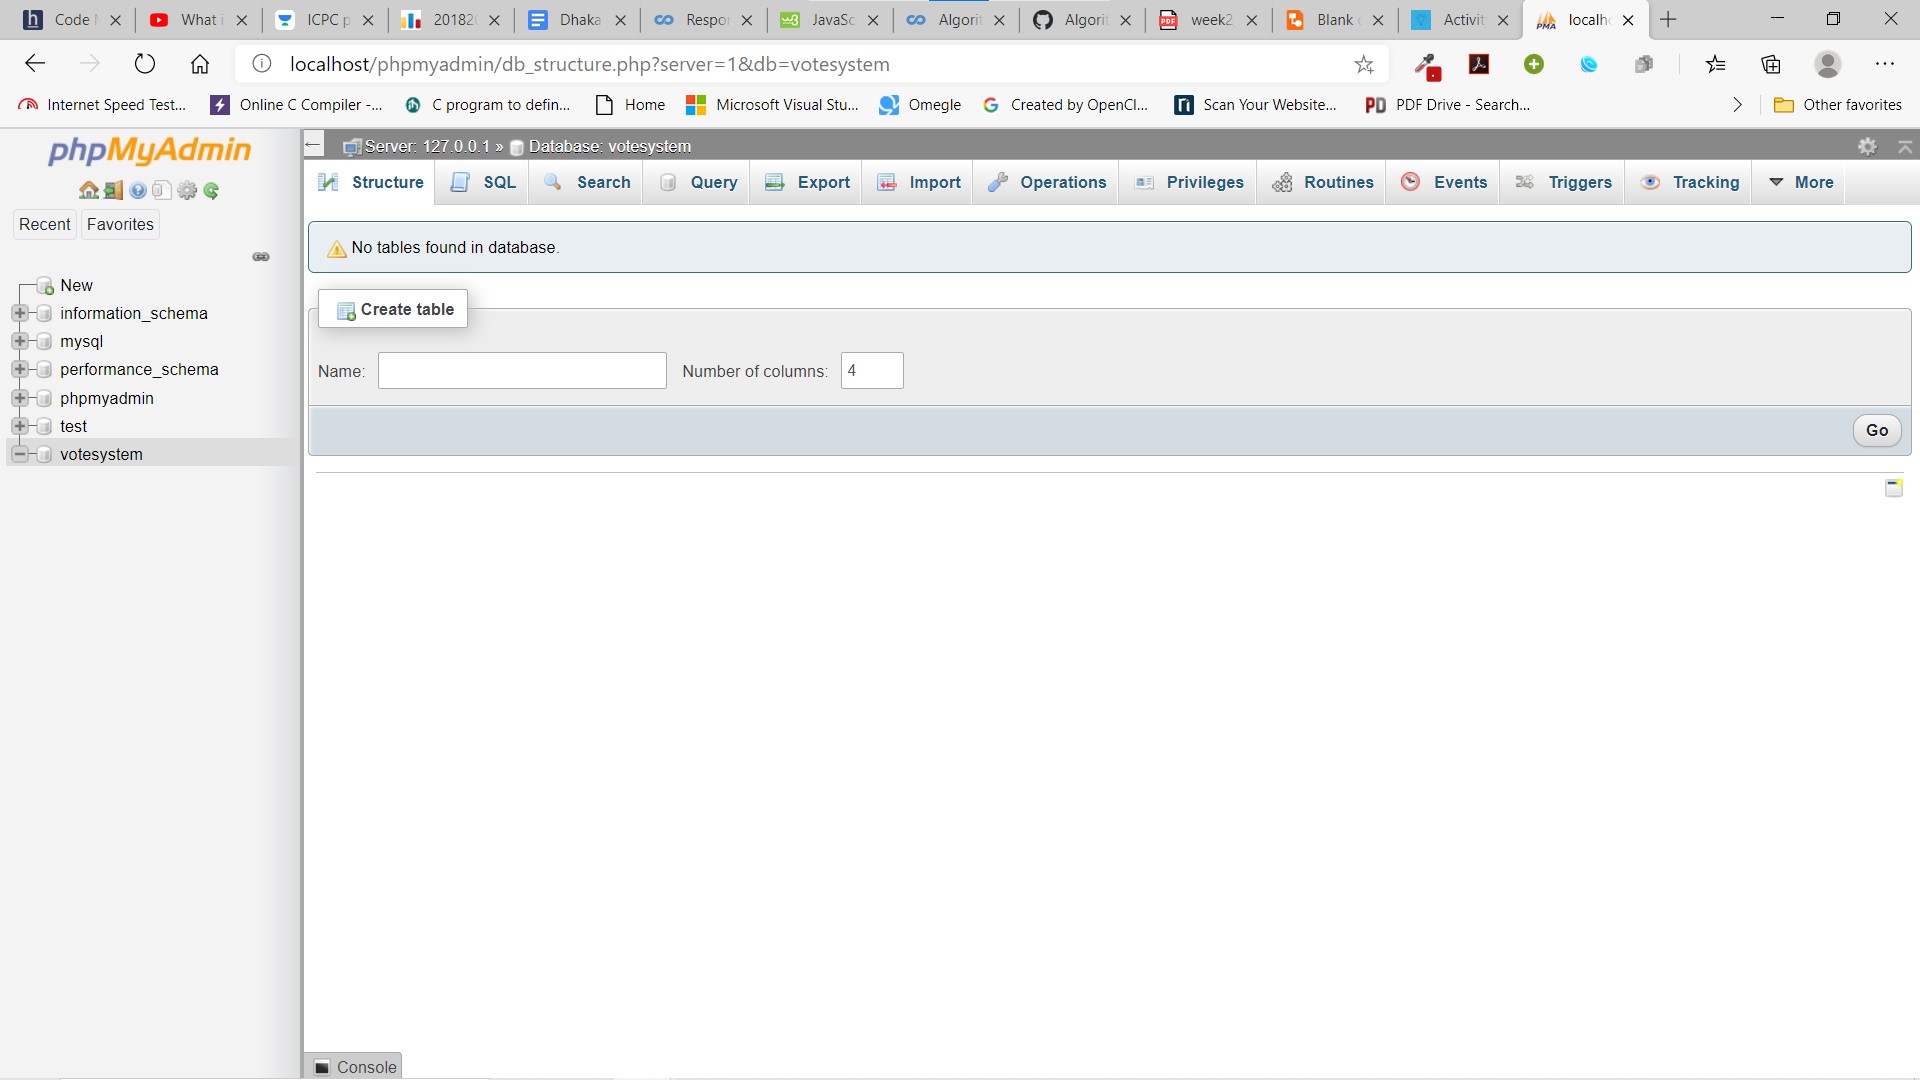 Code
What i
ICPC p
20182
Dhaka
Respo
JavaSc
Algorit
Algorit
week2
Blank
Activit
localh
localhost/phpmyadmin/db_structure.php?server=1&db=votesystem
Internet Speed Test...
Online C Compiler -...
C program to defin...
Home
Microsoft Visual Stu...
Omegle
Created by OpenCl...
Scan Your Website...
PDF Drive - Search...
Other favorites
phpMyAdmin
Recent
Favorites
New
information_schema
mysql
performance_schema
phpmyadmin
test
votesystem
Server: 127.0.0.1 » Database: votesystem
Structure
SQL
Search
Query
Export
Import
Operations
Privileges
Routines
Events
Triggers
Tracking
More
No tables found in database.
Create table
Name:
Number of columns: 4
Go
Console